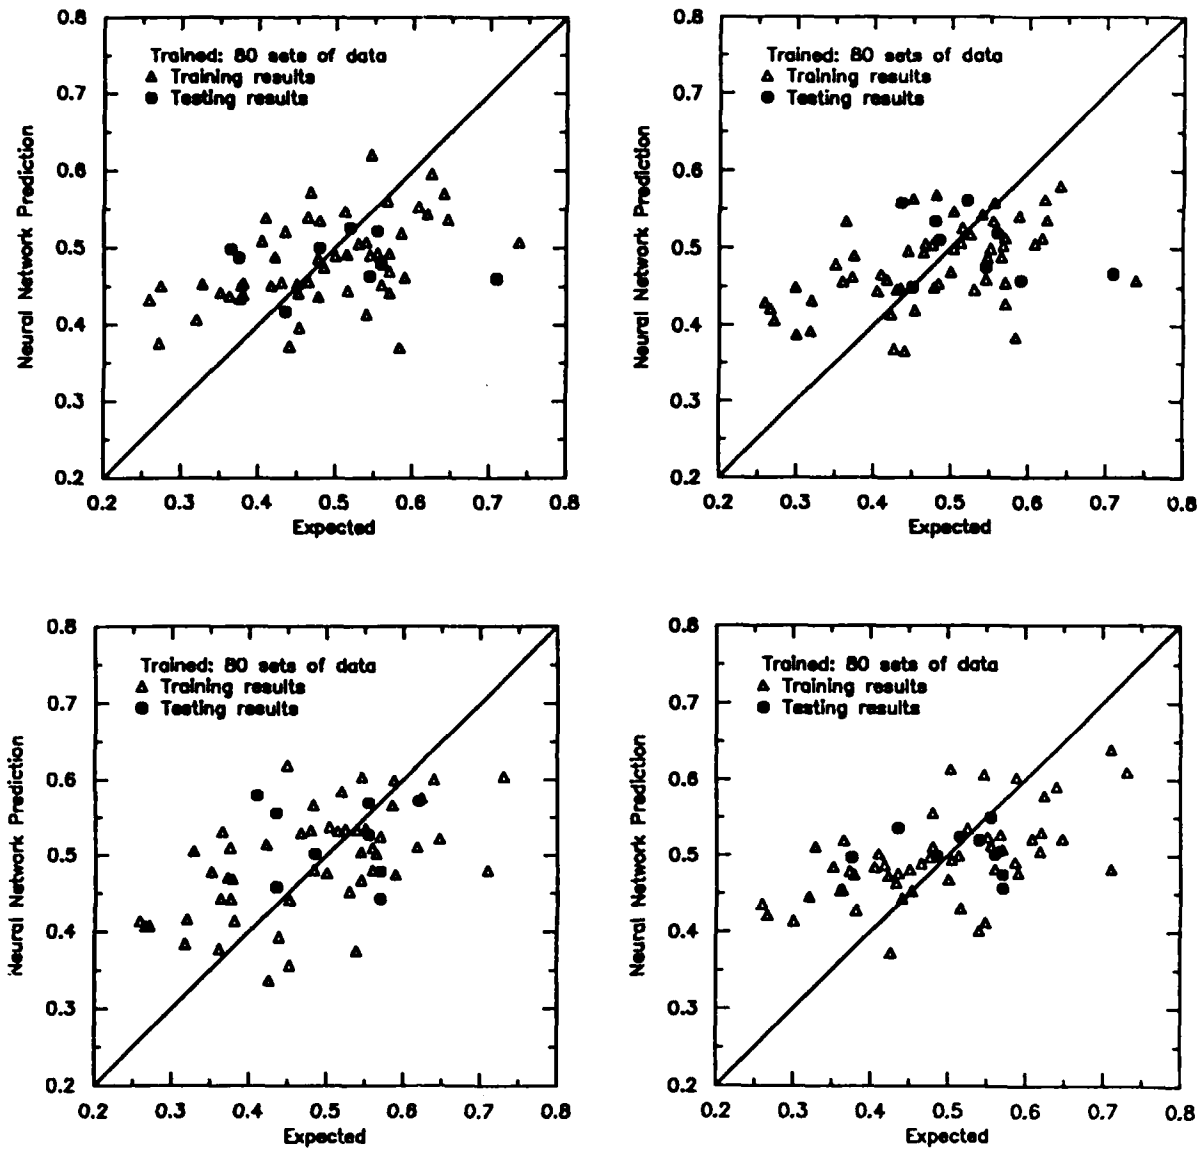 0.8
Trained: 80 sets of data
Training results
Testing results
0.7
0.6
0.5
0.4
0.3
0.2
Neural Network Prediction
0.2 0.3 0.4 0.5 0.6 0.7 0.8
Expected
0.8
Trained: 80 sets of data
Training results
Testing results
0.7
0.6
0.5
0.4
0.3
0.2
Neural Network Prediction
0.2 0.3 0.4 0.5 0.6 0.7 0.8
Expected
0.8
Trained: 80 sets of data
Training results
Testing results
0.7
0.6
0.5
0.4
0.3
0.2
Neural Network Prediction
0.2 0.3 0.4 0.5 0.6 0.7 0.8
Expected
0.8
Trained: 80 sets of data
Training results
Testing results
0.7
0.6
0.5
0.4
0.3
0.2
Neural Network Prediction
0.2 0.3 0.4 0.5 0.6 0.7 0.8
Expected